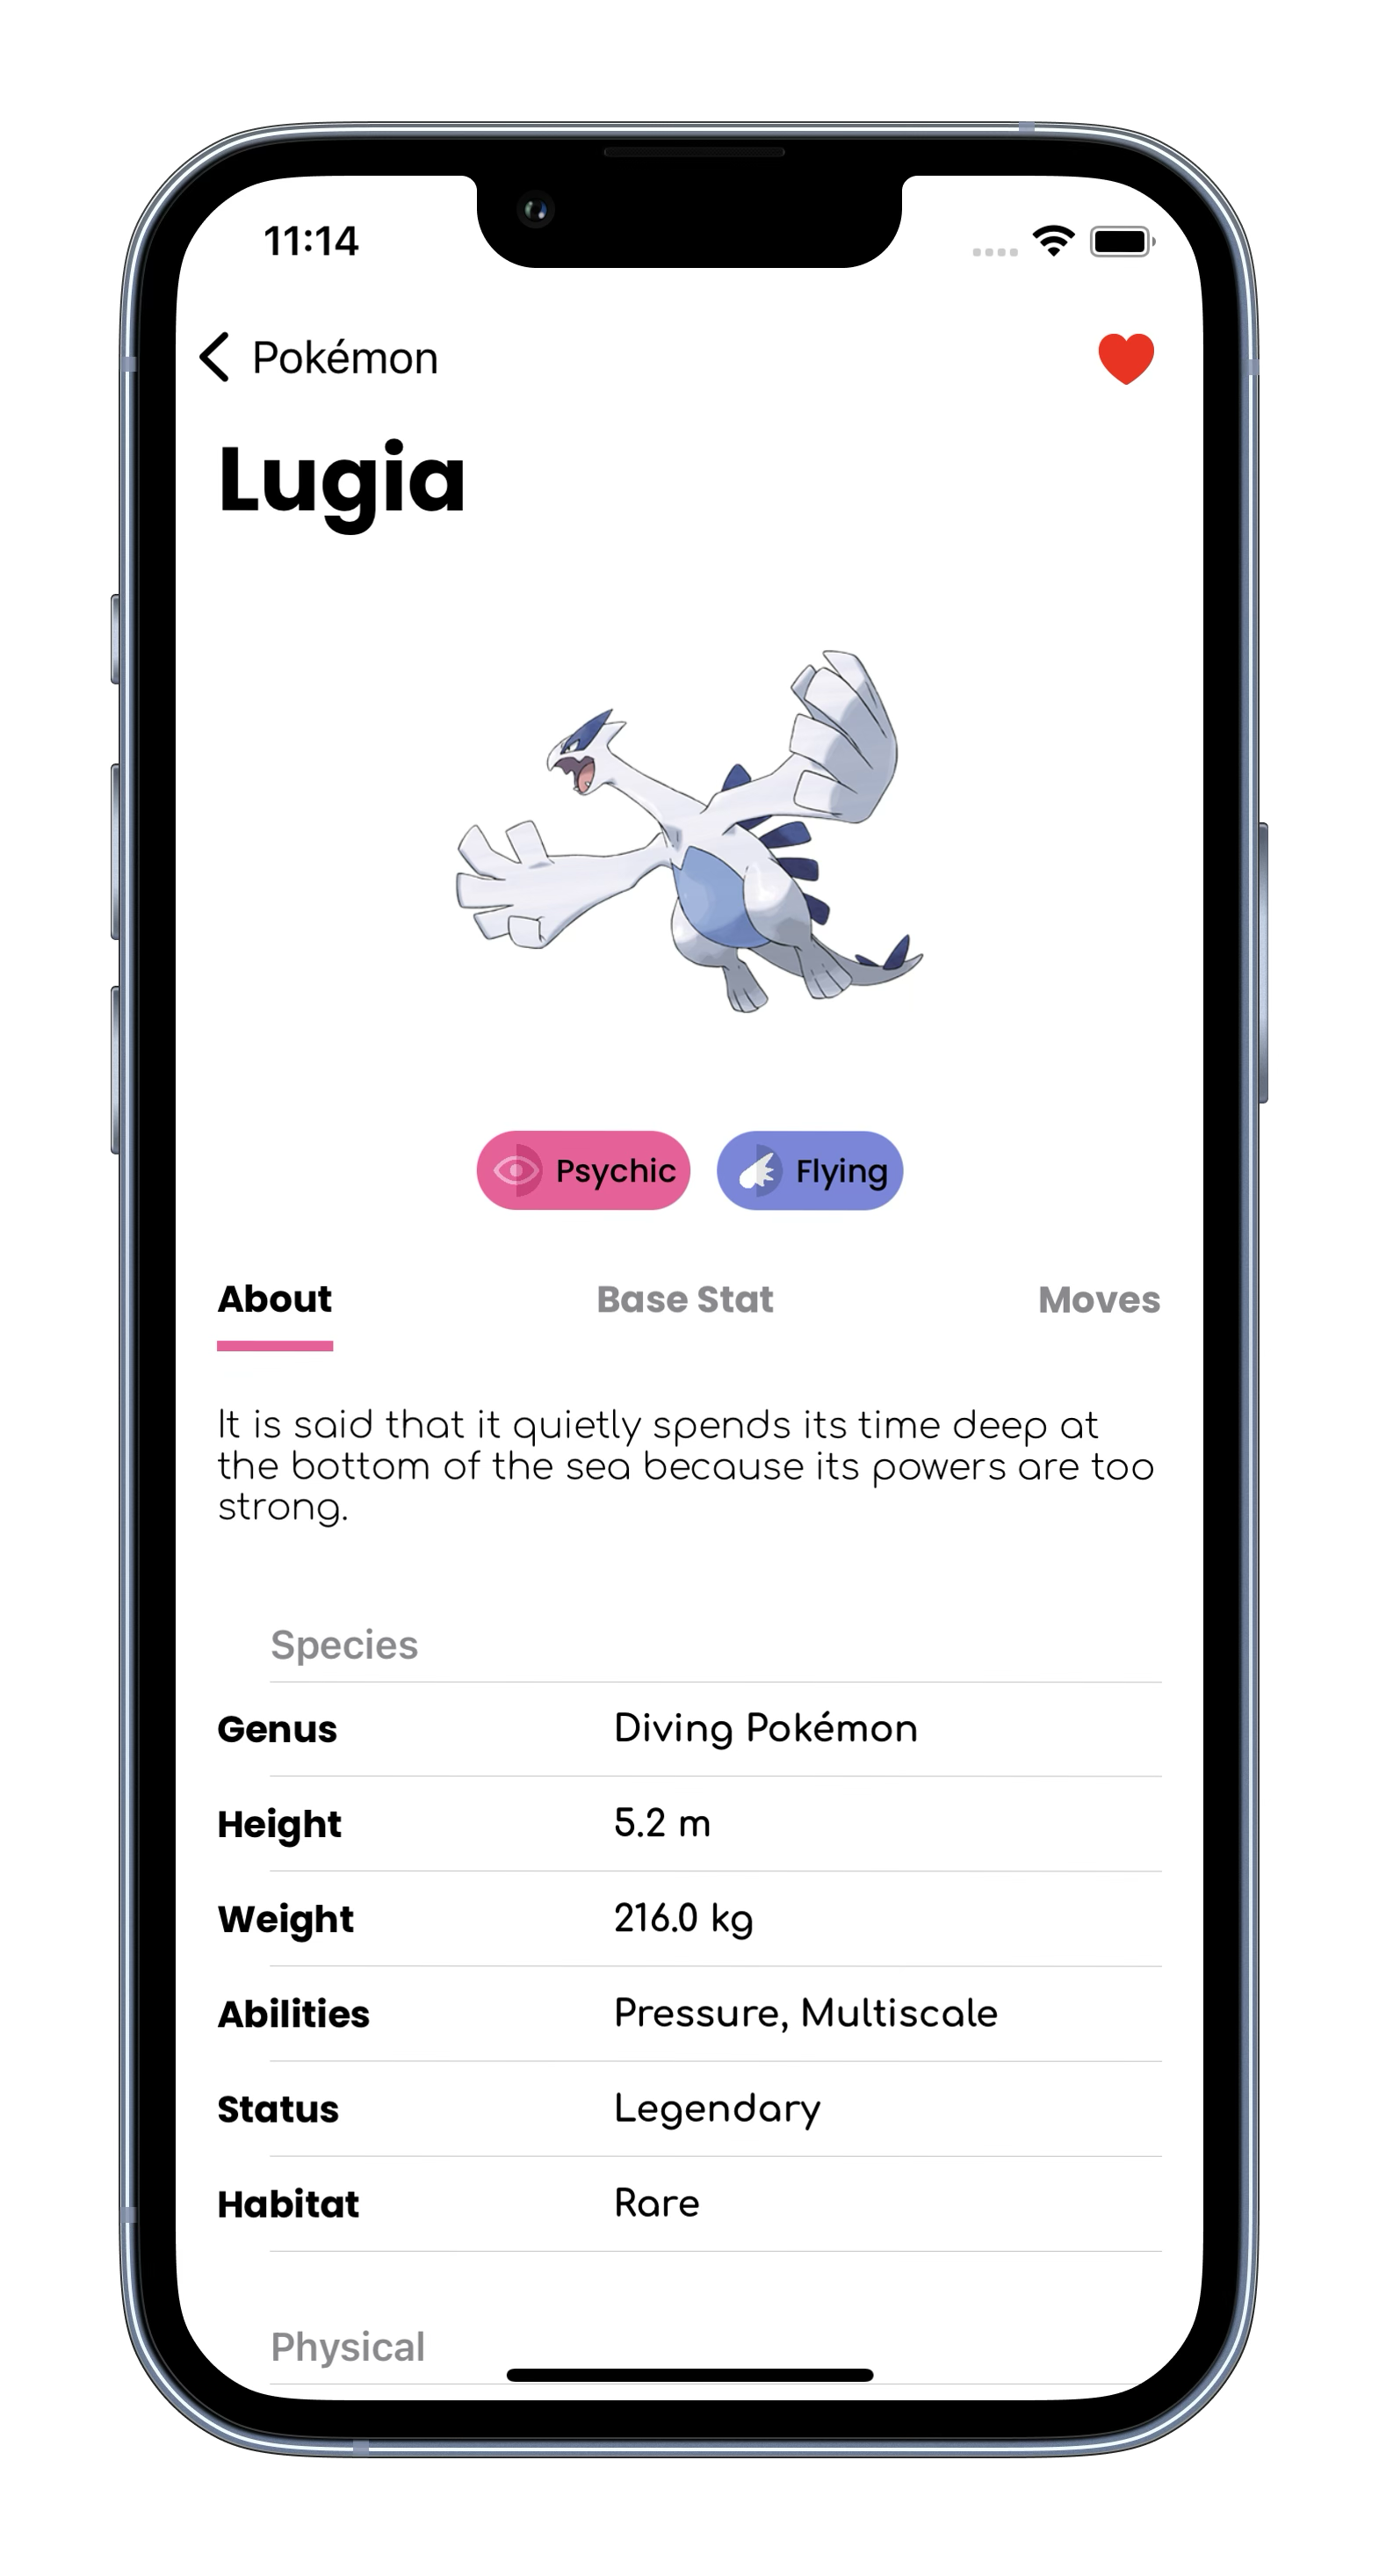 11:14
Pokémon
Lugia
Psychic Flying
About Base Stat Moves
It is said that it quietly spends its time deep at
the bottom of the sea because its powers are too
strong.
Species
Genus Diving Pokémon
Height 5.2 m
Weight 216.0 kg
Abilities Pressure, Multiscale
Status Legendary
Habitat Rare
Physical